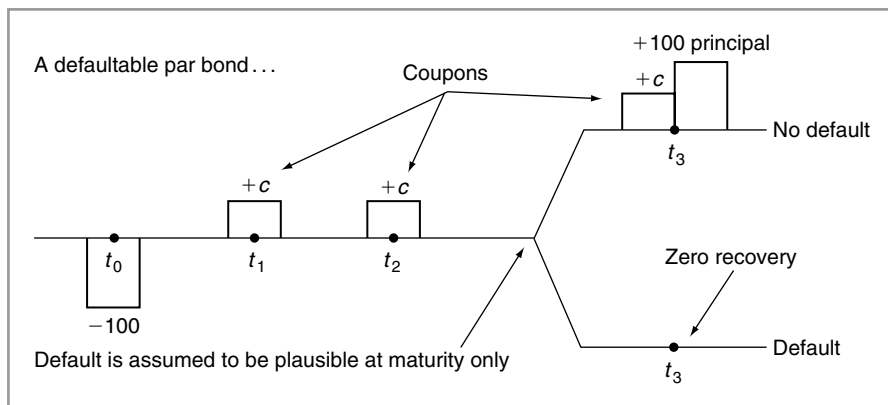 A defaultable par bond...
Coupons
+100 principal
+c
No default
t3
+c
+c
t0
t1
t2
−100
Zero recovery
Default is assumed to be plausible at maturity only
Default
t3